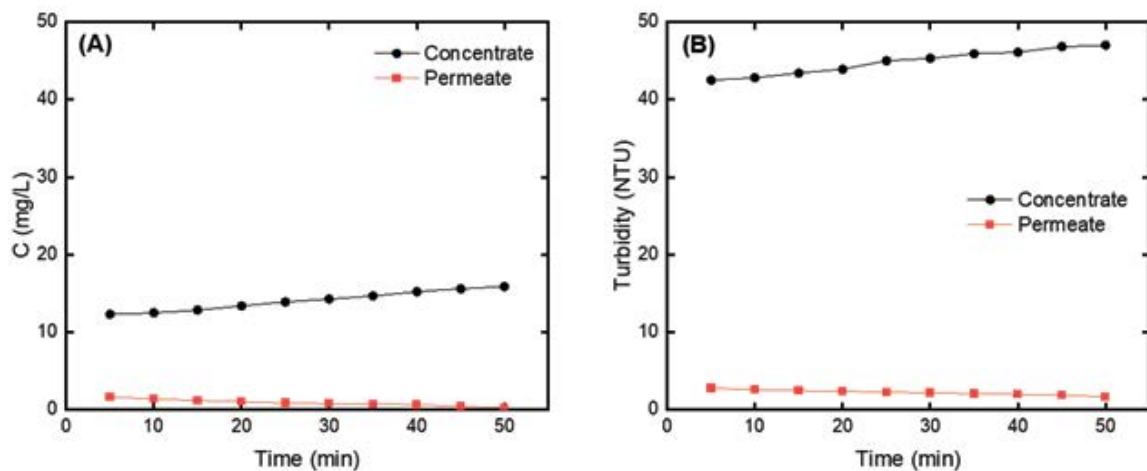 (A)
Concentrate
Permeate
C (mg/L)
50
40
30
20
10
0
0 10 20 30 40 50
Time (min)
(B)
Concentrate
Permeate
Turbidity (NTU)
50
40
30
20
10
0
0 10 20 30 40 50
Time (min)